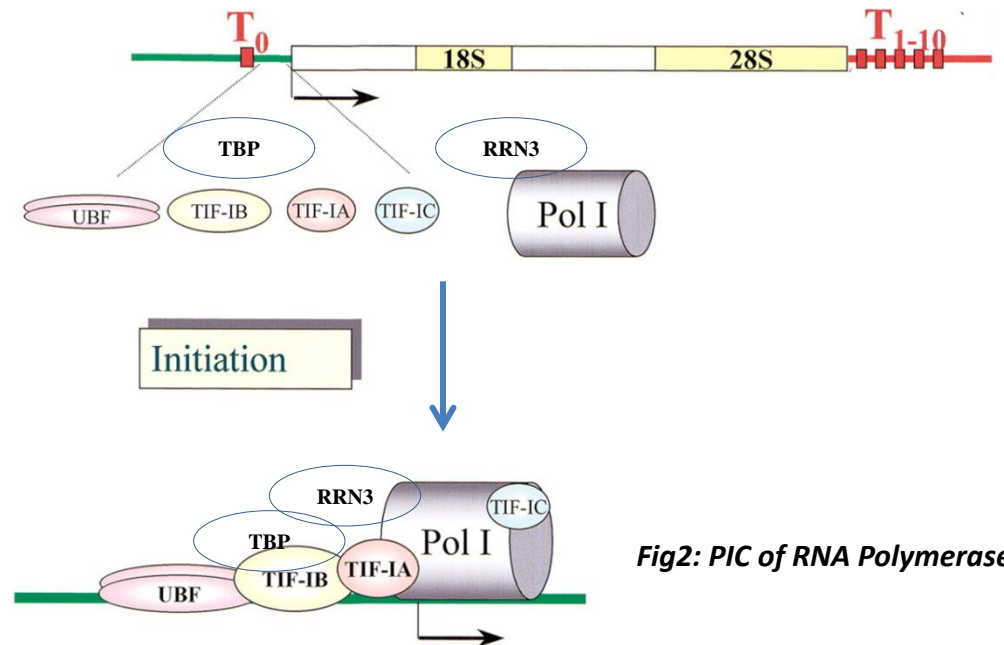 T0 T1-10
18S 28S
TBP RRN3
UBF TIF-IB TIF-IA TIF-IC Pol I
Initiation
RRN3
TIF-IC
TBP Pol I
TIF-IB TIF-IA
UBF
Fig2: PIC of RNA Polymerase